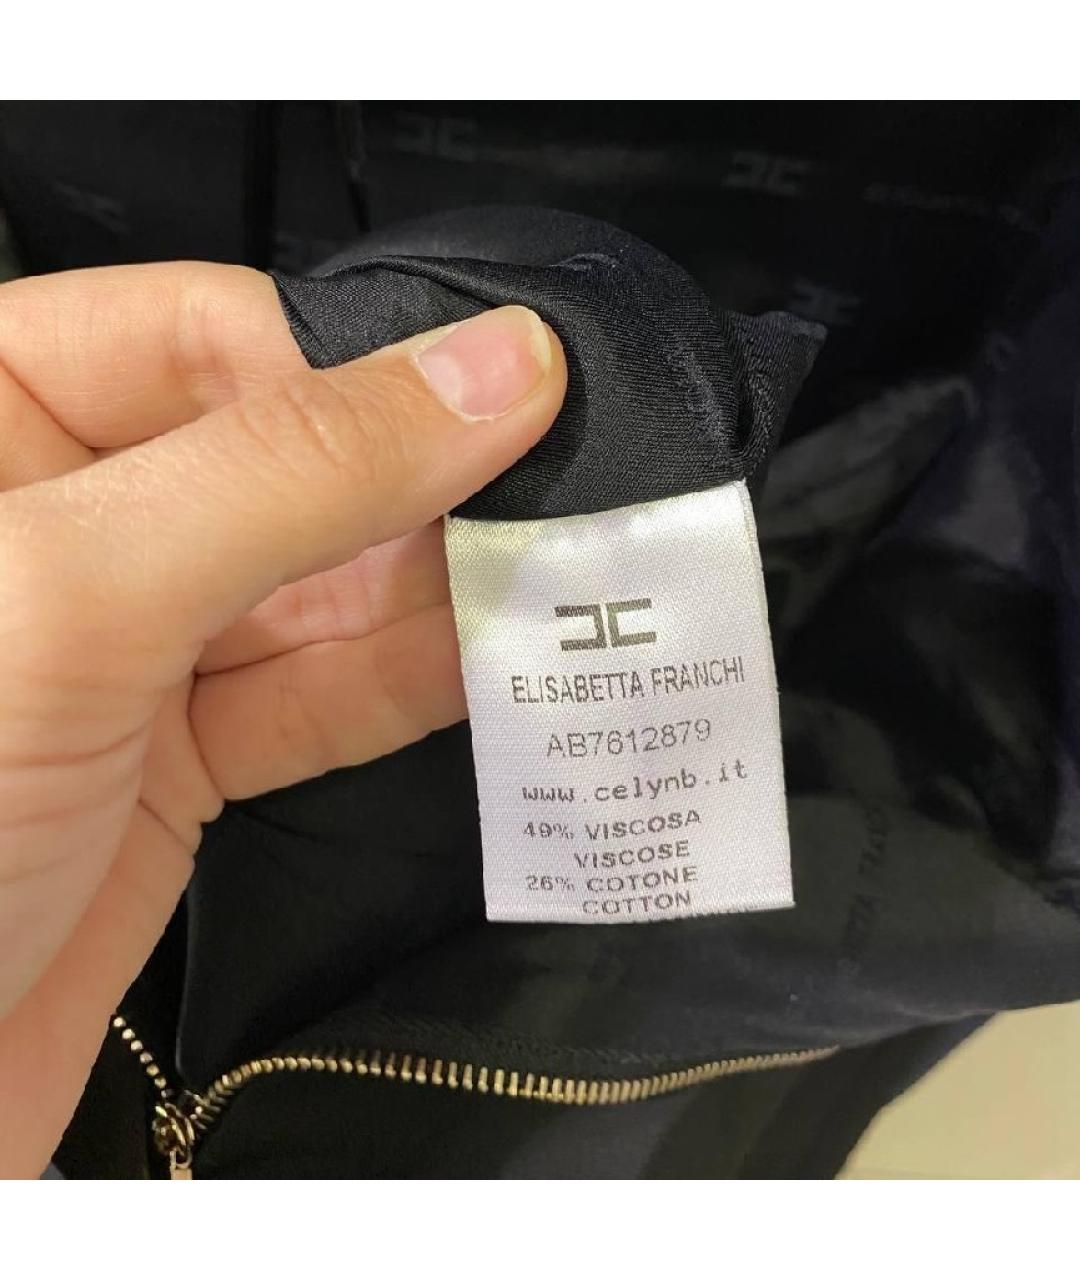 ELISABETTA FRANCHI
AB7612879
www.celynb.it
49% VISCOSA
VISCOSE
26% COTONE
COTTON